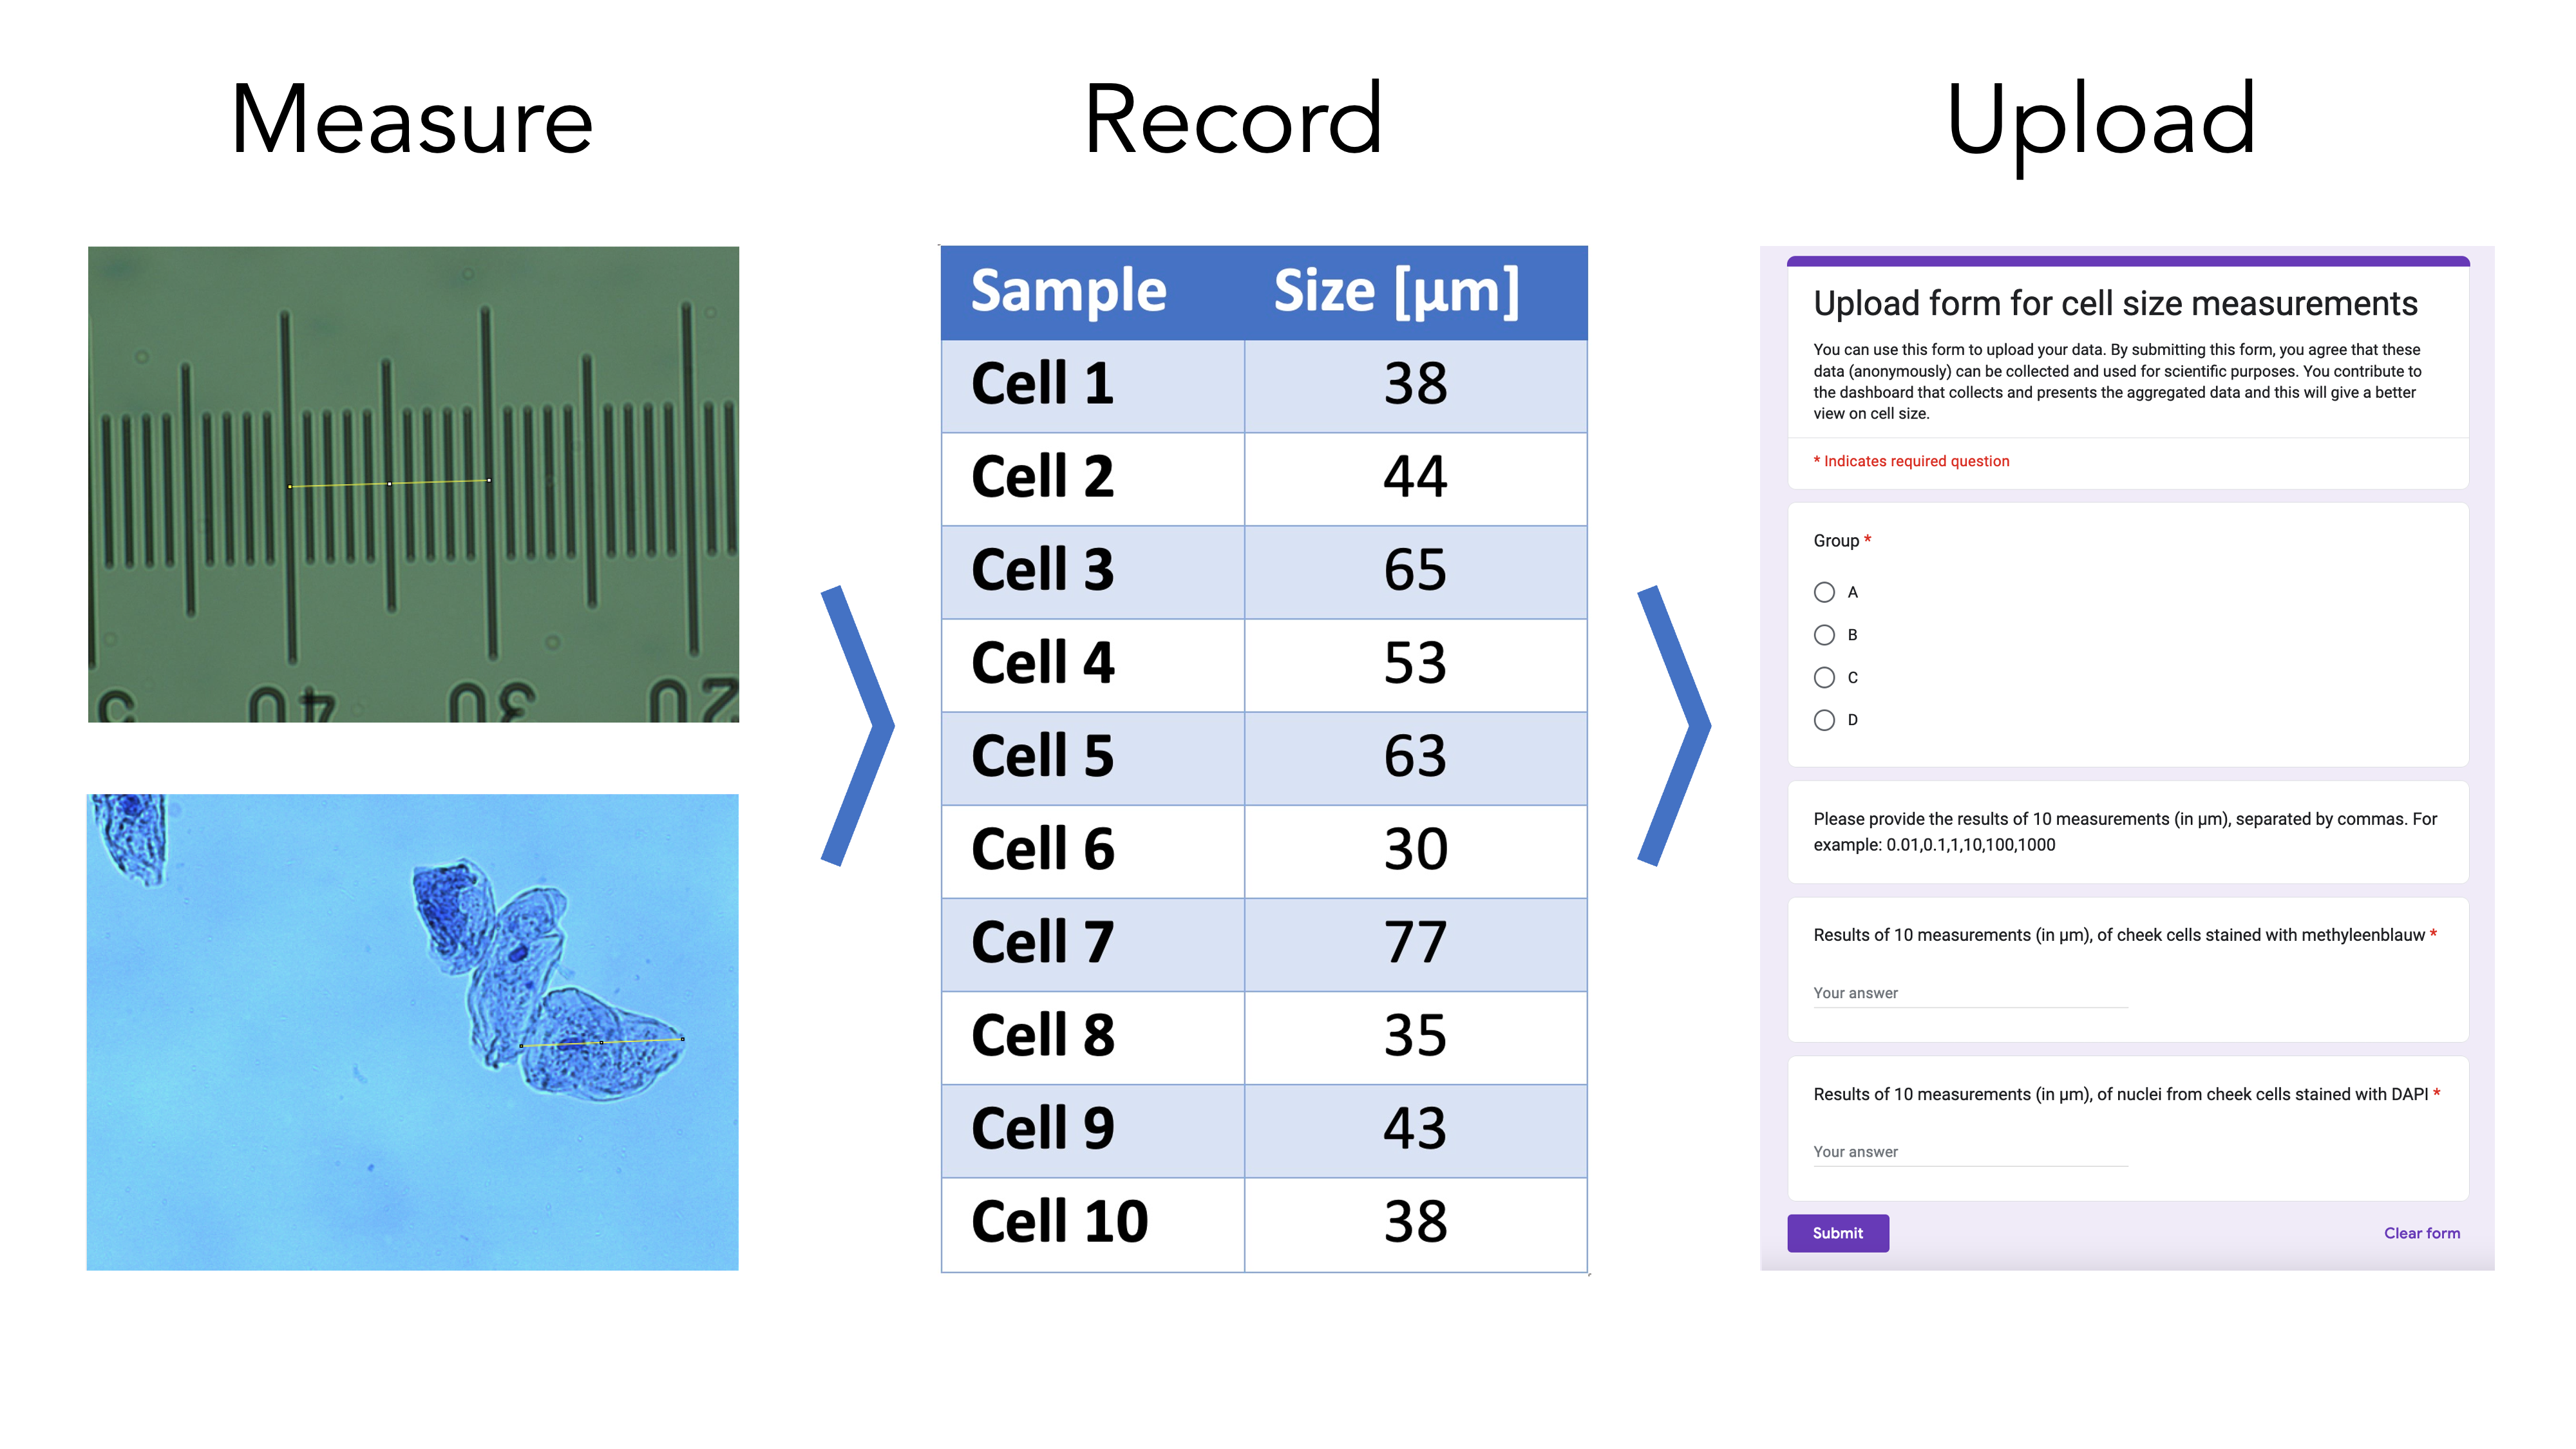 Measure
Record
Upload
40
30
20
Sample Size [µm]
Cell 1 38
Cell 2 44
Cell 3 65
Cell 4 53
Cell 5 63
Cell 6 30
Cell 7 77
Cell 8 35
Cell 9 43
Cell 10 38
Upload form for cell size measurements
You can use this form to upload your data. By submitting this form, you agree that these
data (anonymously) can be collected and used for scientific purposes. You contribute to
the dashboard that collects and presents the aggregated data and this will give a better
view on cell size.
* Indicates required question
Group *
A
B
C
D
Please provide the results of 10 measurements (in µm), separated by commas. For
example: 0.01,0.1,1,10,100,1000
Results of 10 measurements (in µm), of cheek cells stained with methyleenblauw *
Your answer
Results of 10 measurements (in µm), of nuclei from cheek cells stained with DAPI *
Your answer
Submit
Clear form